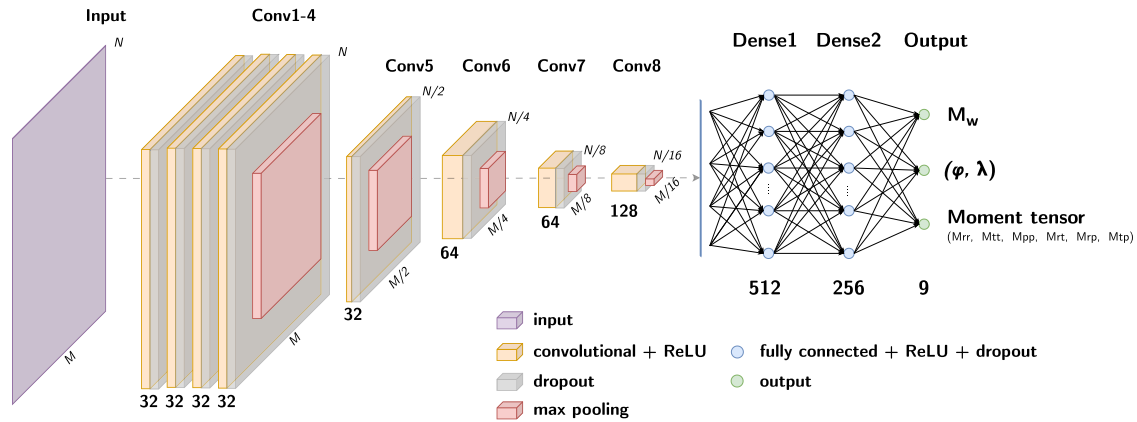 Input
Conv1-4
Conv5
Conv6
Conv7
Conv8
Dense1
Dense2
Output
N
N
N/2
N/4
N/8
N/16
M
M
M/2
M/4
M/8
M/16
32
32
32
32
32
64
64
128
512
256
9
Mw
(φ, λ)
Moment tensor
(Mrr, Mtt, Mpp, Mrt, Mrp, Mtp)
input
convolutional + ReLU
dropout
max pooling
fully connected + ReLU + dropout
output